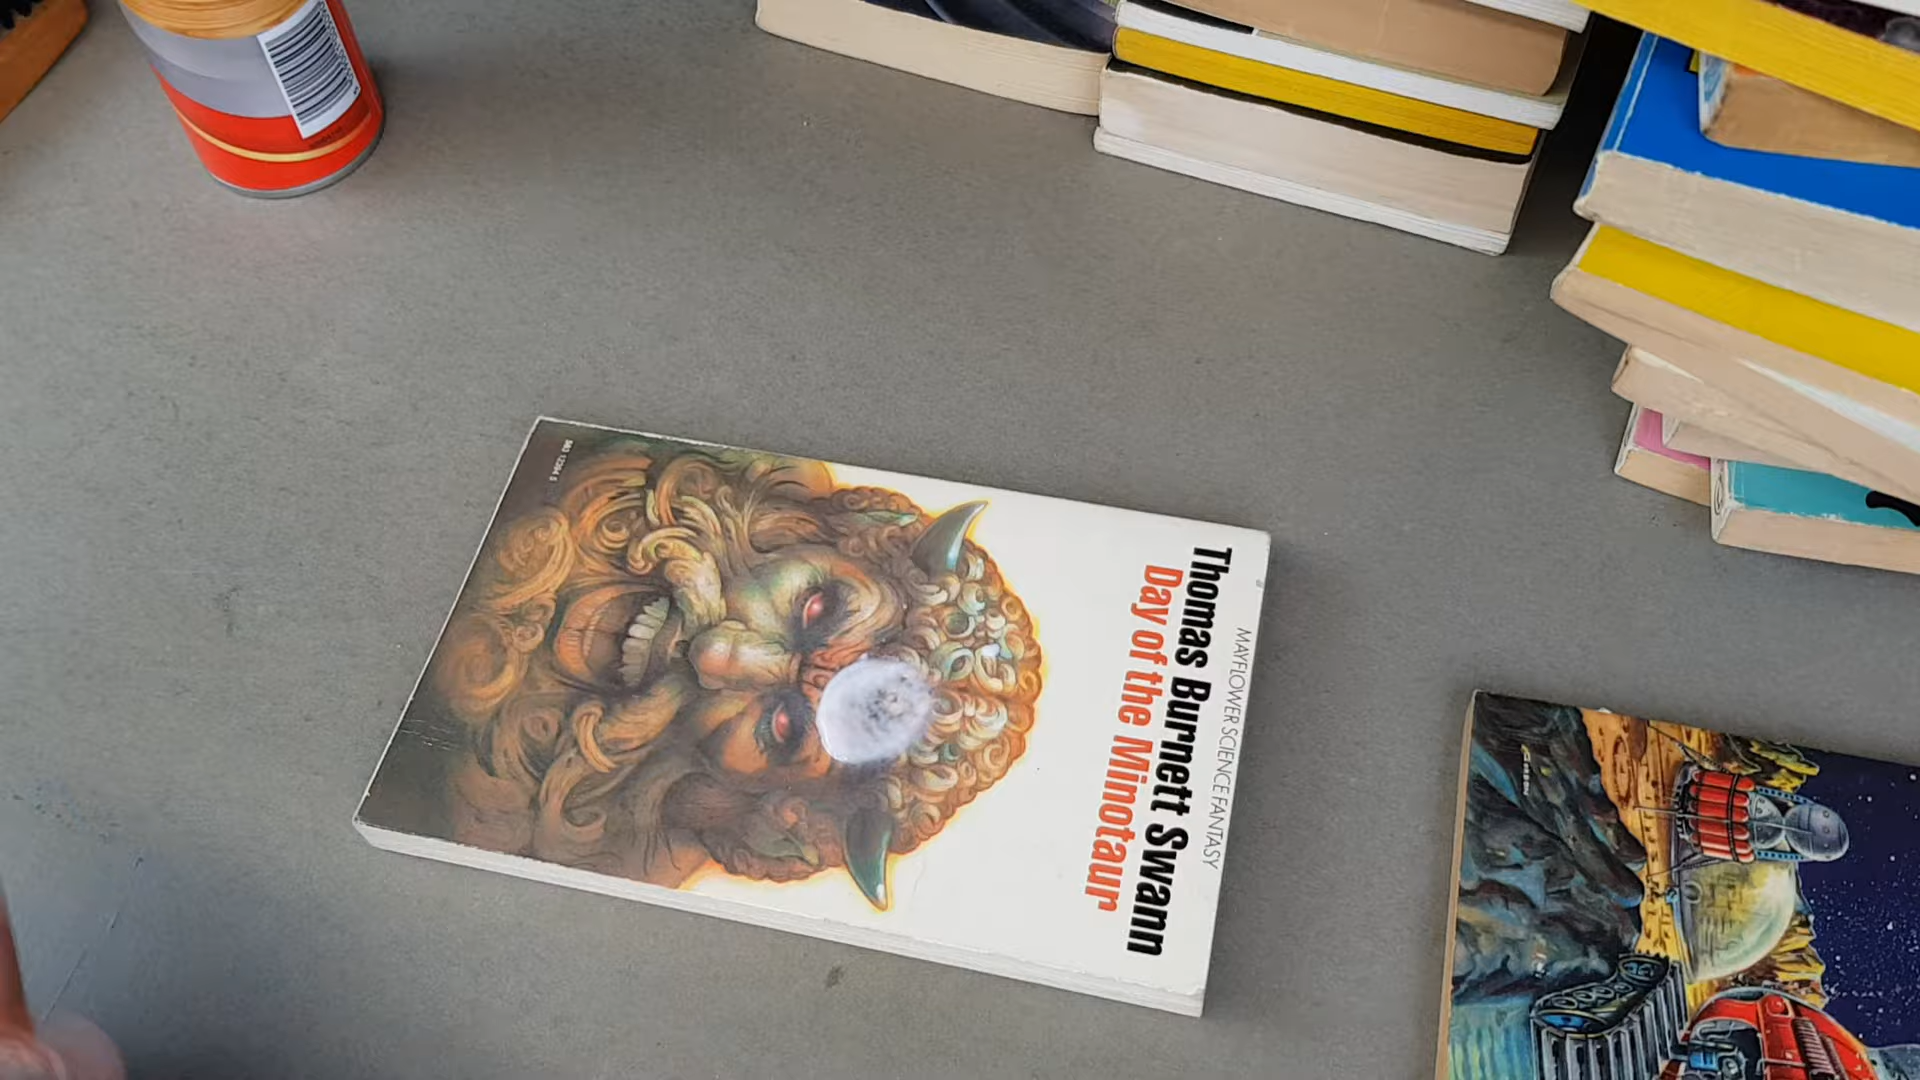 MAYFLOWER SCIENCE FANTASY
Thomas Burnett Swann
Day of the Minotaur